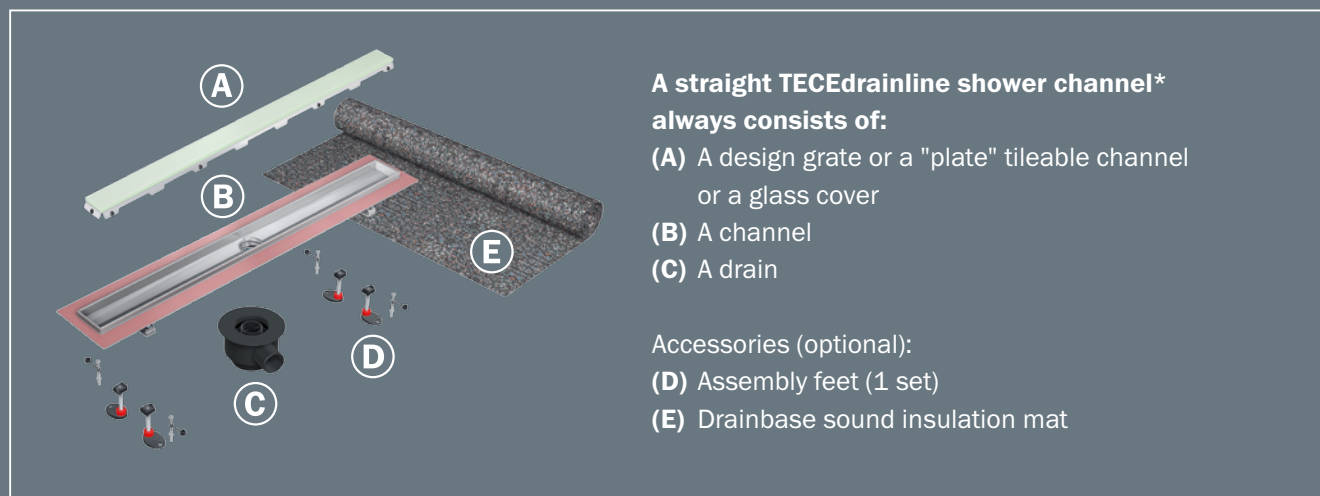 A straight TECEdrainline shower channel*
always consists of:
(A) A design grate or a "plate" tileable channel
or a glass cover
(B) A channel
(C) A drain
Accessories (optional):
(D) Assembly feet (1 set)
(E) Drainbase sound insulation mat
A
B
E
D
C